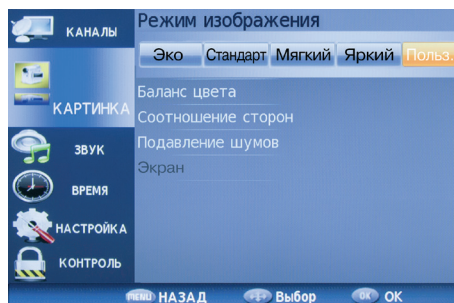 КАНАЛЫ
КАРТИНКА
ЗВУК
ВРЕМЯ
НАСТРОЙКА
КОНТРОЛЬ
Режим изображения
Эко Стандарт Мягкий Яркий Польз.
Баланс цвета
Соотношение сторон
Подавление шумов
Экран
MENU НАЗАД Выбор OK ОК